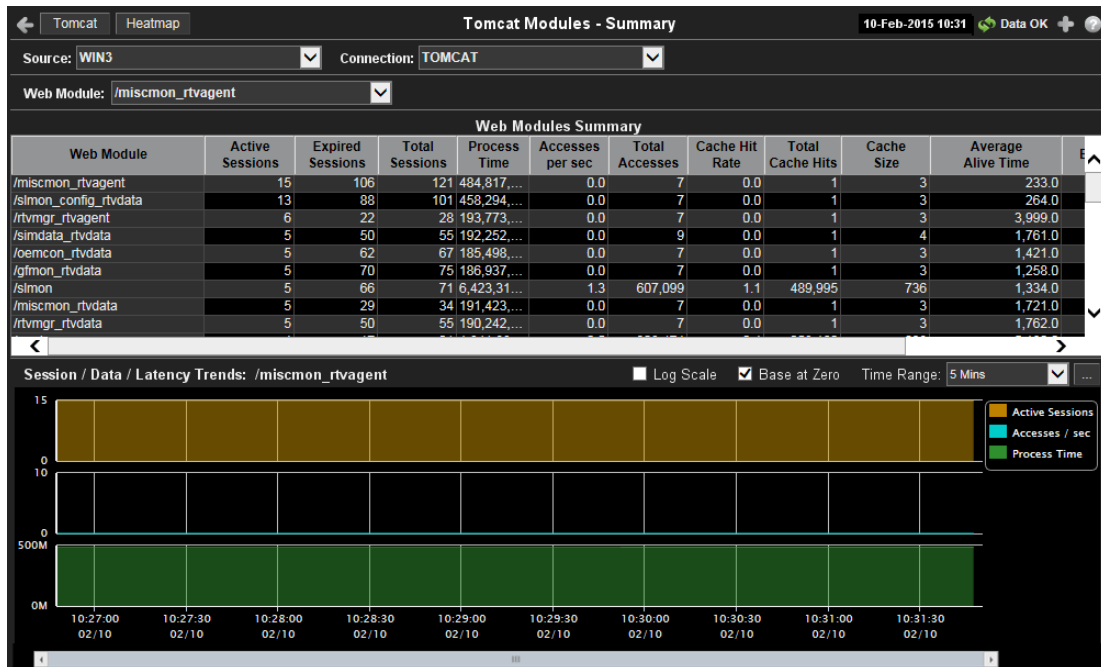 Tomcat Heatmap Tomcat Modules - Summary 10-Feb-2015 10:31 Data OK
Source: WIN3 Connection: TOMCAT
Web Module: /miscmon_rtvagent
Web Modules Summary
Web Module Active Sessions Expired Sessions Total Sessions Process Time Accesses per sec Total Accesses Cache Hit Rate Total Cache Hits Cache Size Average Alive Time
/miscmon_rtvagent 15 106 121 484,817,... 0.0 7 0.0 1 3 233.0
/slmon_config_rtvdata 13 88 101 458,294,... 0.0 7 0.0 1 3 264.0
/rtvmgr_rtvagent 6 22 28 193,773,... 0.0 7 0.0 1 3 3,999.0
/simdata_rtvdata 5 50 55 192,252,... 0.0 9 0.0 1 4 1,761.0
/oemcon_rtvdata 5 62 67 185,498,... 0.0 7 0.0 1 3 1,421.0
/gfmon_rtvdata 5 70 75 186,937,... 0.0 7 0.0 1 3 1,258.0
/slmon 5 66 71 6,423,31... 1.3 607,099 1.1 489,995 736 1,334.0
/miscmon_rtvdata 5 29 34 191,423,... 0.0 7 0.0 1 3 1,721.0
/rtvmgr_rtvdata 5 50 55 190,242,... 0.0 7 0.0 1 3 1,762.0
Session / Data / Latency Trends: /miscmon_rtvagent Log Scale Base at Zero Time Range: 5 Mins ...
15
0
10
0
500M
0M
Active Sessions
Accesses / sec
Process Time
10:27:00 10:27:30 10:28:00 10:28:30 10:29:00 10:29:30 10:30:00 10:30:30 10:31:00 10:31:30
02/10 02/10 02/10 02/10 02/10 02/10 02/10 02/10 02/10 02/10